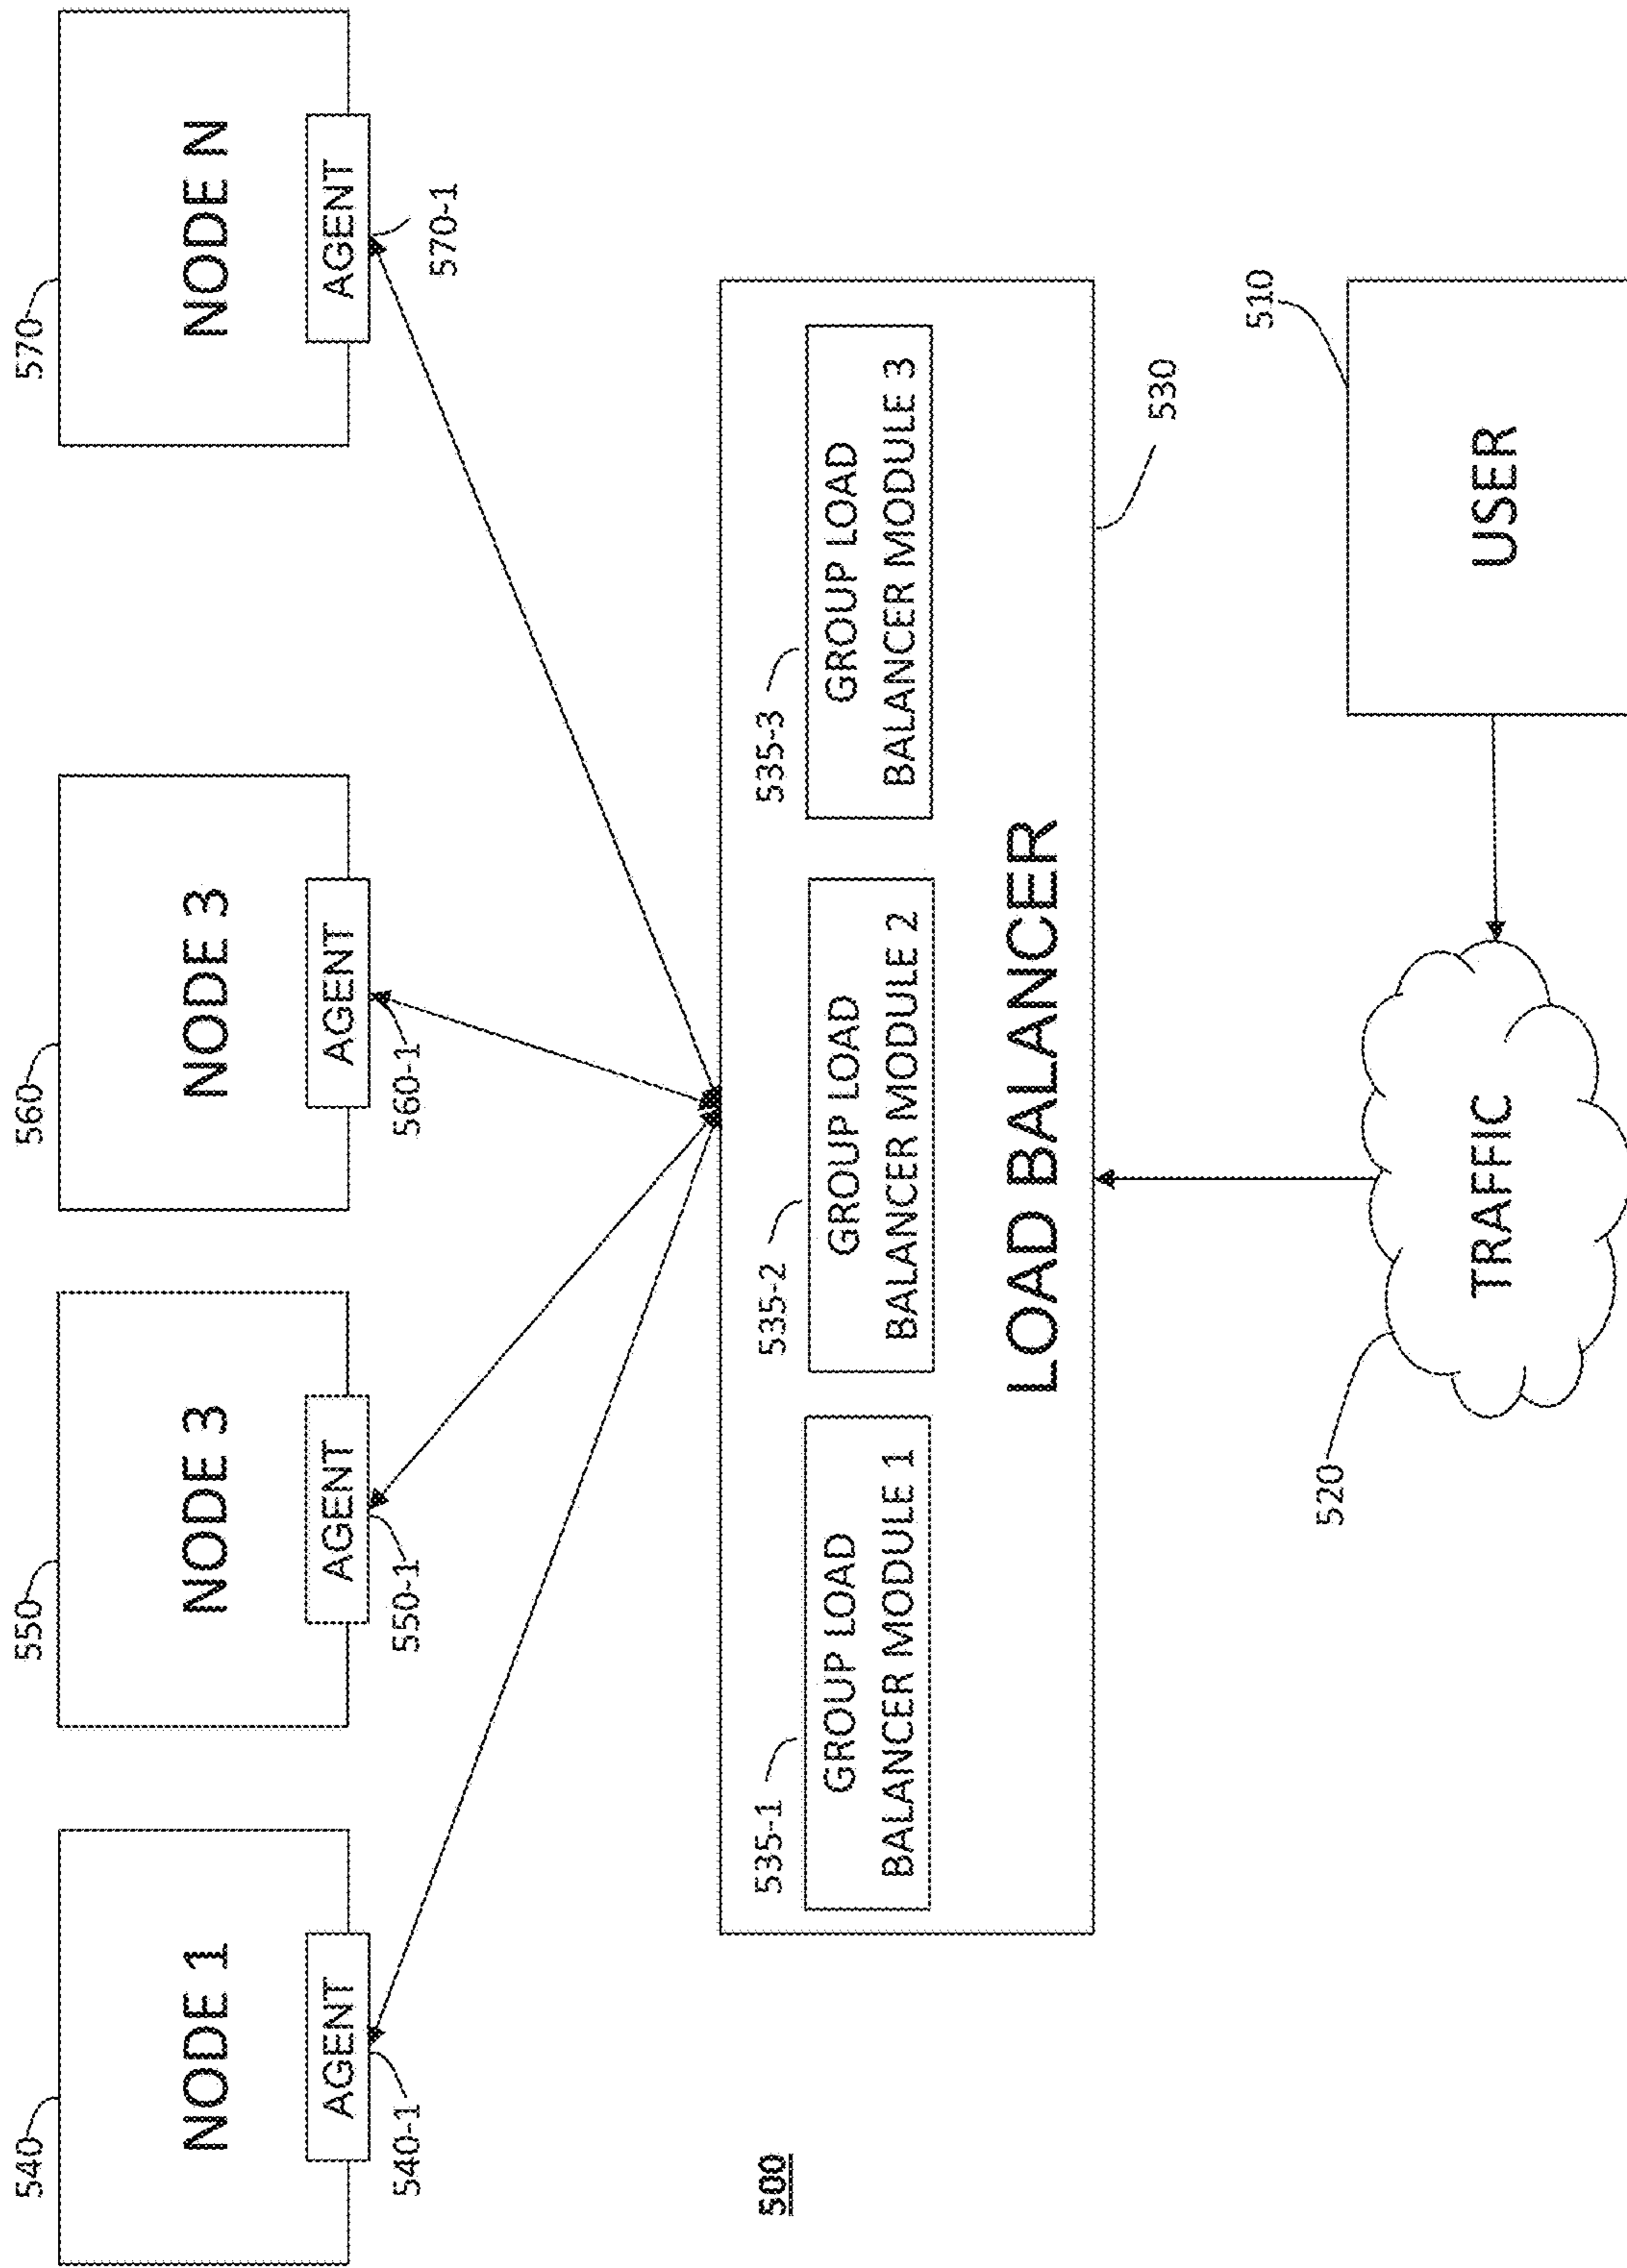 540
550
560
570
NODE 1
NODE 3
NODE 3
NODE N
AGENT
AGENT
AGENT
AGENT
540-1
550-1
560-1
570-1
500
535-1
535-2
535-3
GROUP LOAD
BALANCER MODULE 1
GROUP LOAD
BALANCER MODULE 2
GROUP LOAD
BALANCER MODULE 3
LOAD BALANCER
530
520
510
TRAFFIC
USER